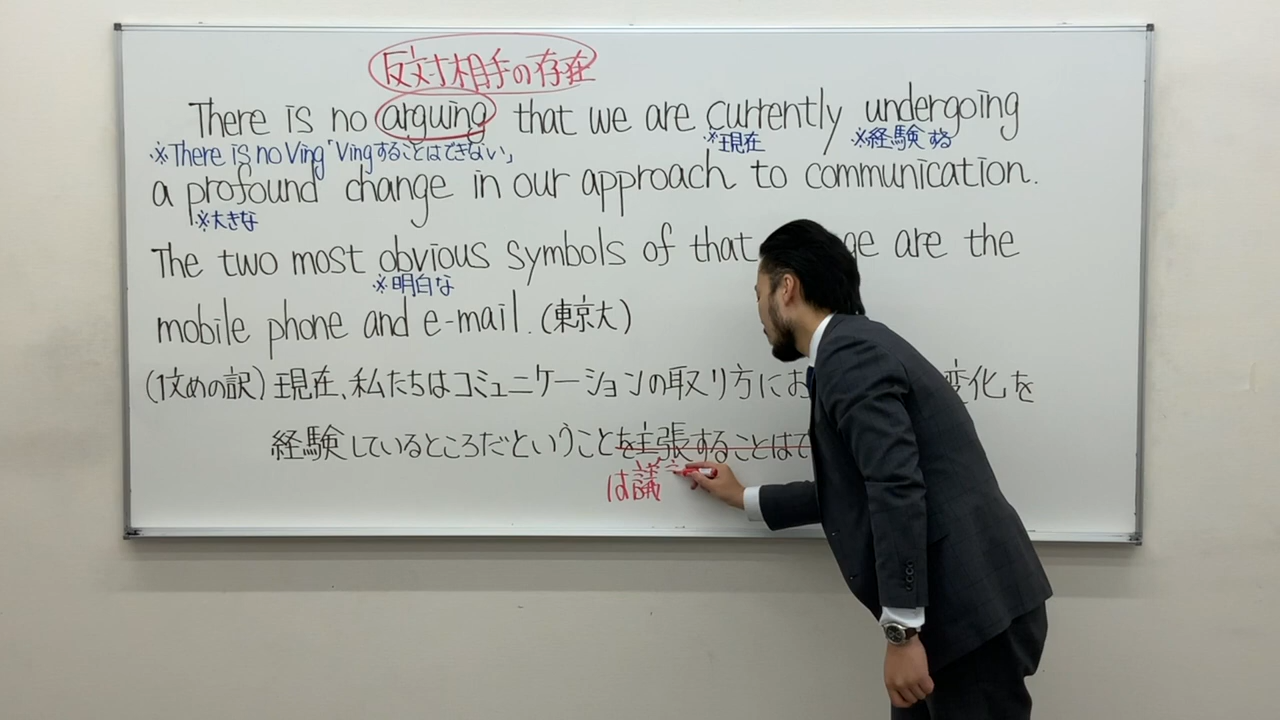 反対相手の存在
There is no arguing that we are currently undergoing
※There is no Ving「Vingすることはできない」 ※現在 ※経験する
a profound change in our approach to communication.
※大きな
The two most obvious symbols of that ge are the
※明白な
mobile phone and e-mail. (東京大)
(1文めの訳) 現在、私たちはコミュニケーションの取り方にお 変化を
経験しているところだということを主張することはで
は議